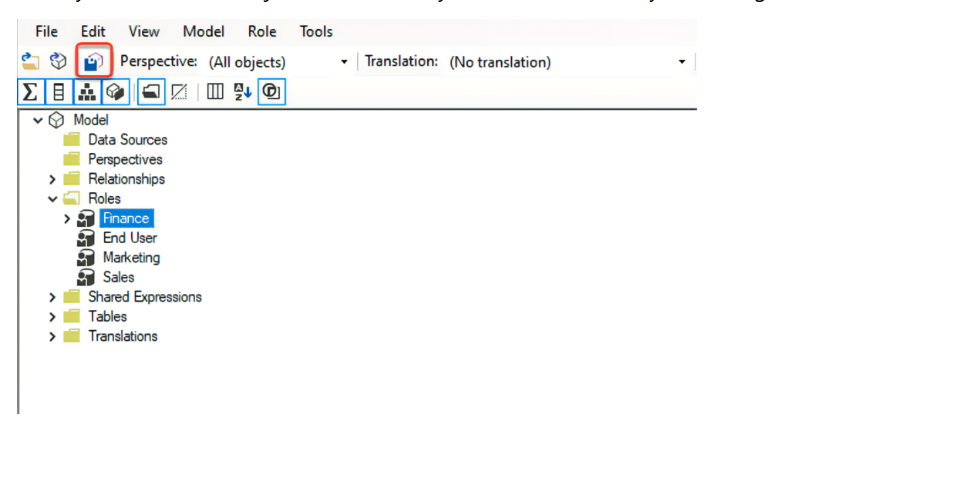 File Edit View Model Role Tools
Perspective: (All objects) Translation: (No translation)
Model
Data Sources
Perspectives
Relationships
Roles
Finance
End User
Marketing
Sales
Shared Expressions
Tables
Translations